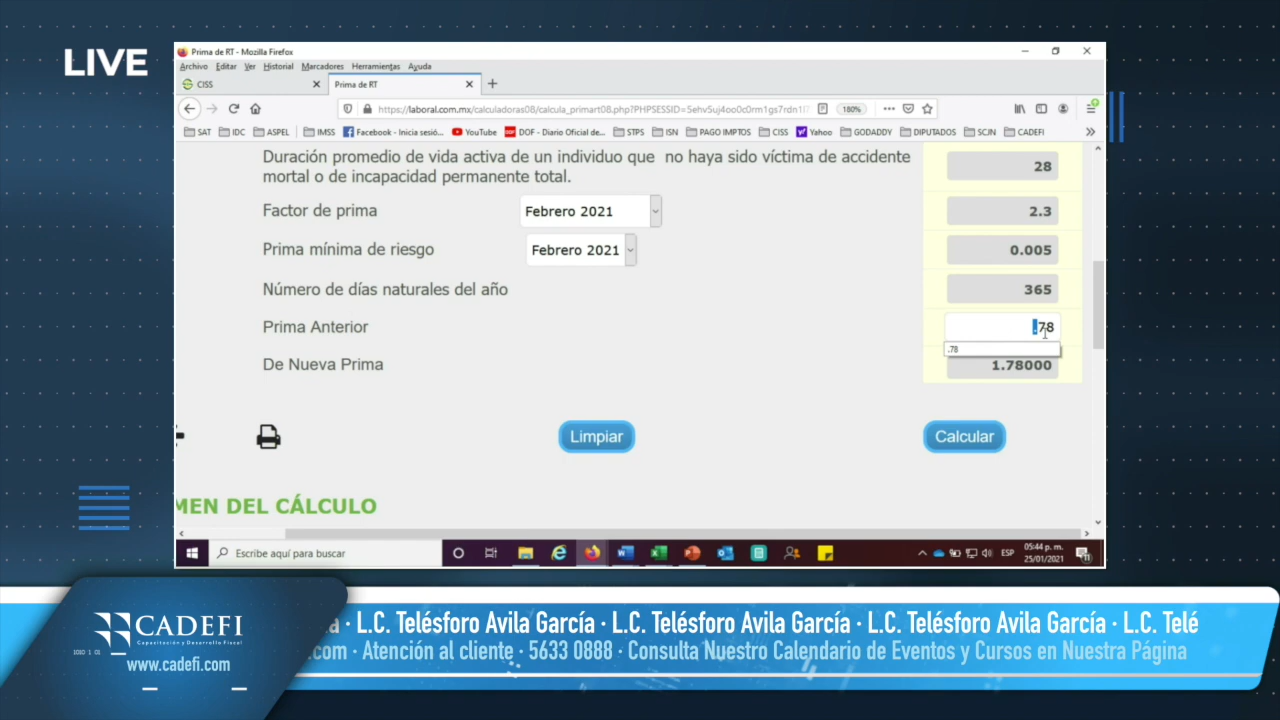 LIVE
Prima de RT - Mozilla Firefox
Archivo Editar Ver Historial Marcadores Herramientas Ayuda
CISS
Prima de RT
https://laboral.com.mx/calculadoras08/calcula_primart08.php?PHPSESSID=5ehv5uj4oo0c0rm1gs7rdn1l7
180%
SAT IDC ASPEL IMSS Facebook - Inicia sesió... YouTube DOF - Diario Oficial de... STPS ISN PAGO IMPTOS CISS Yahoo GODADDY DIPUTADOS SCJN CADEFI
Duración promedio de vida activa de un individuo que no haya sido víctima de accidente
mortal o de incapacidad permanente total.
28
Factor de prima
Febrero 2021
2.3
Prima mínima de riesgo
Febrero 2021
0.005
Número de días naturales del año
365
Prima Anterior
.78
.78
De Nueva Prima
1.78000
Limpiar
Calcular
MEN DEL CÁLCULO
Escribe aquí para buscar
ESP
05:44 p. m.
25/01/2021
CADEFI
Capacitación y Desarrollo Fiscal
1010 1 01
www.cadefi.com
a · L.C. Telésforo Avila García · L.C. Telésforo Avila García · L.C. Telésforo Avila García · L.C. Telé
.com · Atención al cliente · 5633 0888 · Consulta Nuestro Calendario de Eventos y Cursos en Nuestra Página